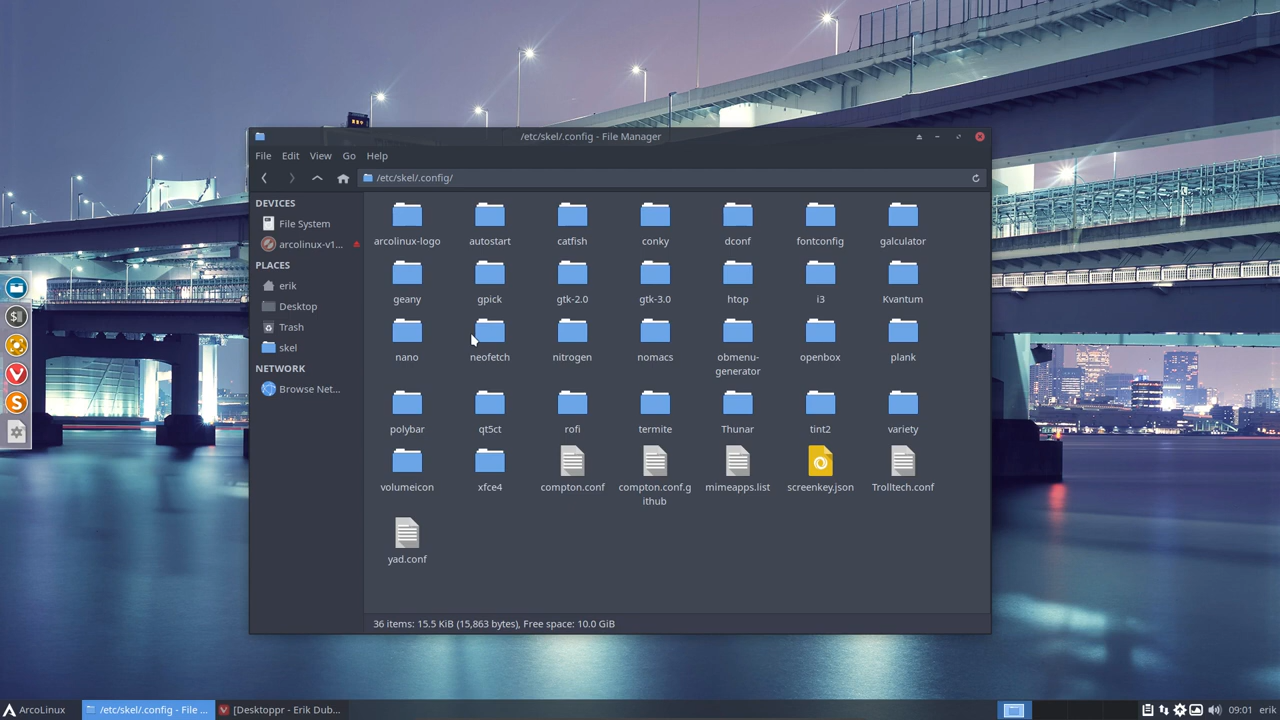 /etc/skel/.config - File Manager
File Edit View Go Help
/etc/skel/.config/
DEVICES
File System
arcolinux-v1...
PLACES
erik
Desktop
Trash
skel
NETWORK
Browse Net...
arcolinux-logo autostart catfish conky dconf fontconfig galculator
geany gpick gtk-2.0 gtk-3.0 htop i3 Kvantum
nano neofetch nitrogen nomacs obmenu-
generator openbox plank
polybar qt5ct rofi termite Thunar tint2 variety
volumeicon xfce4 compton.conf compton.conf.g
ithub mimeapps.list screenkey.json Trolltech.conf
yad.conf
36 items: 15.5 KiB (15,863 bytes), Free space: 10.0 GiB
ArcoLinux /etc/skel/.config - File ... [Desktoppr - Erik Dub... 09:01 erik